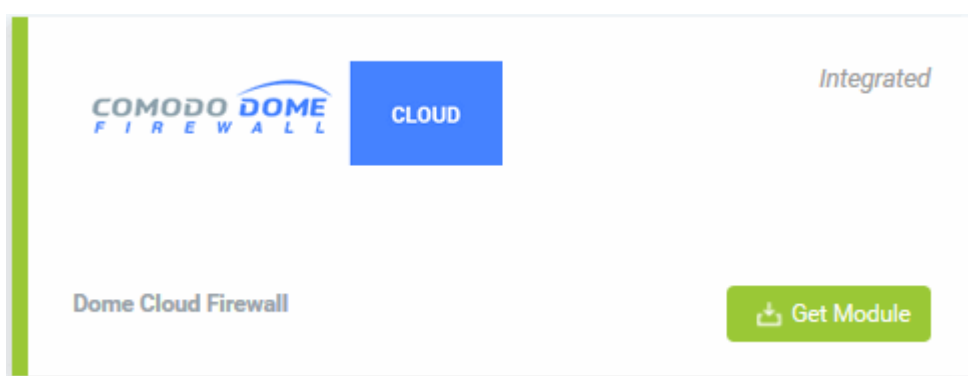 Integrated
COMODO DOME
FIREWALL
CLOUD
Dome Cloud Firewall
Get Module